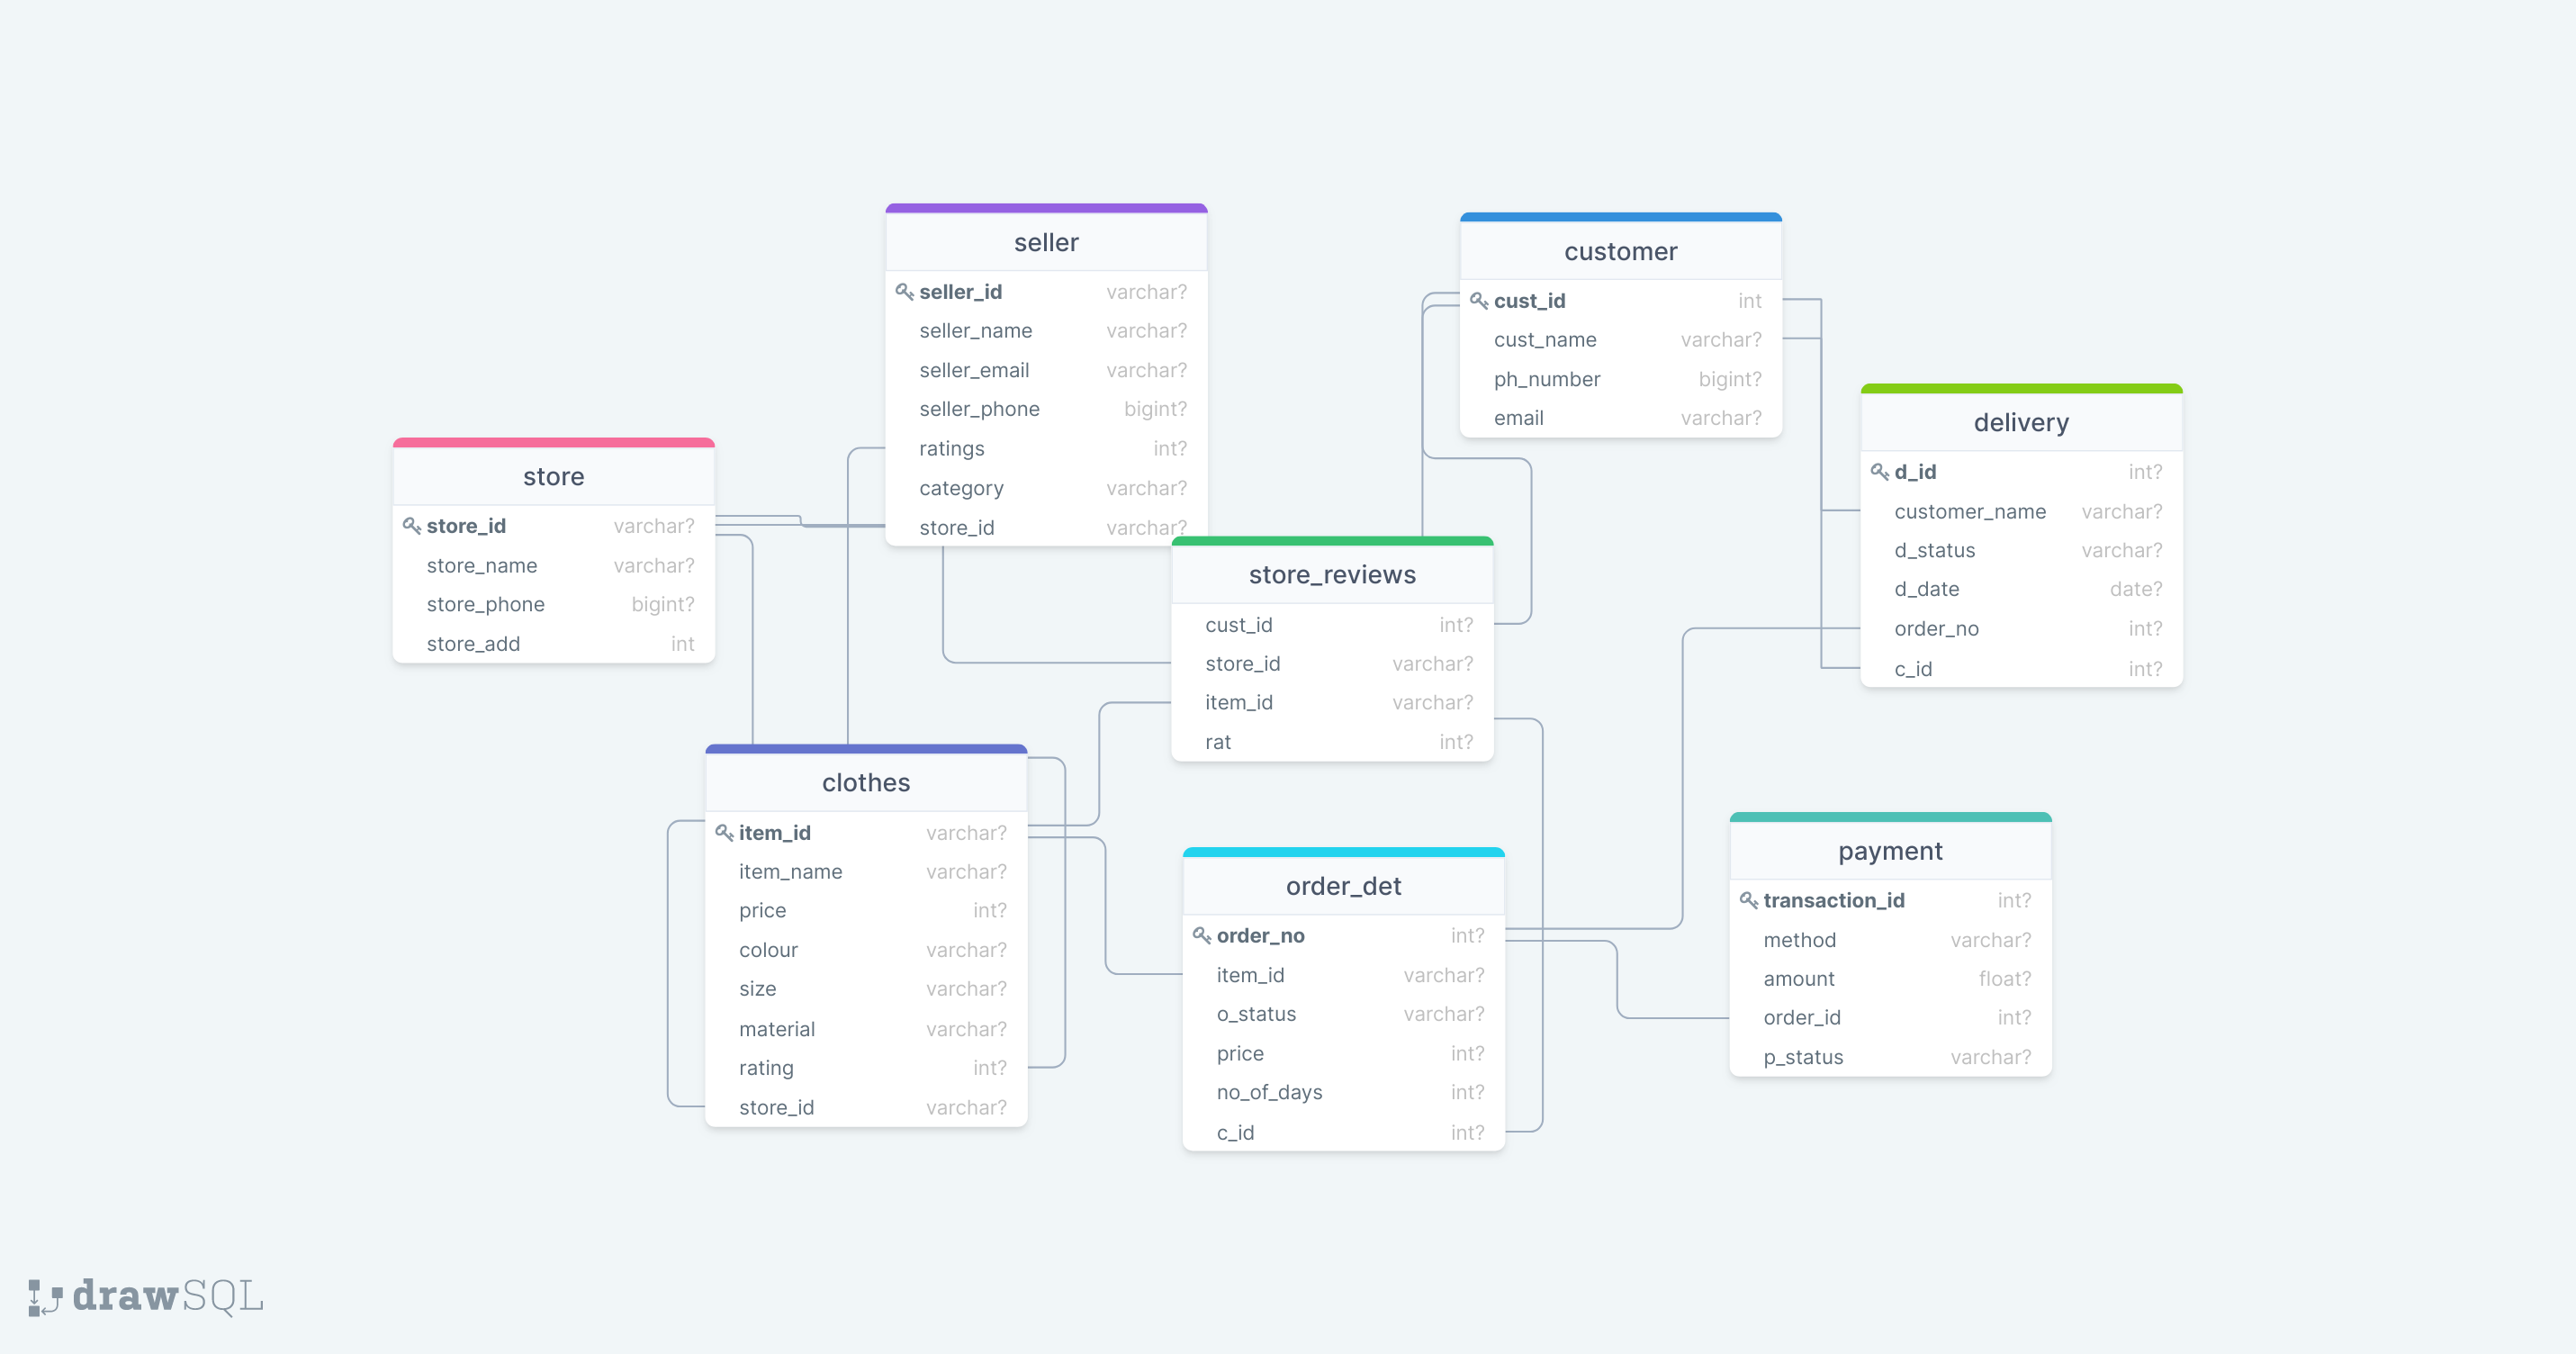 seller
seller_id varchar?
seller_name varchar?
seller_email varchar?
seller_phone bigint?
ratings int?
category varchar?
store_id varchar?
customer
cust_id int
cust_name varchar?
ph_number bigint?
email varchar?
delivery
d_id int?
customer_name varchar?
d_status varchar?
d_date date?
order_no int?
c_id int?
store
store_id varchar?
store_name varchar?
store_phone bigint?
store_add int
store_reviews
cust_id int?
store_id varchar?
item_id varchar?
rat int?
clothes
item_id varchar?
item_name varchar?
price int?
colour varchar?
size varchar?
material varchar?
rating int?
store_id varchar?
order_det
order_no int?
item_id varchar?
o_status varchar?
price int?
no_of_days int?
c_id int?
payment
transaction_id int?
method varchar?
amount float?
order_id int?
p_status varchar?
drawSQL